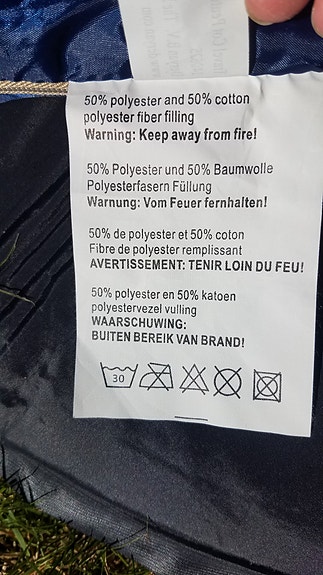 50% polyester and 50% cotton
polyester fiber filling
Warning: Keep away from fire!
50% Polyester und 50% Baumwolle
Polyesterfasern Füllung
Warnung: Vom Feuer fernhalten!
50% de polyester et 50% coton
Fibre de polyester remplissant
AVERTISSEMENT: TENIR LOIN DU FEU!
50% polyester en 50% katoen
polyestervezel vulling
WAARSCHUWING:
BUITEN BEREIK VAN BRAND!
30